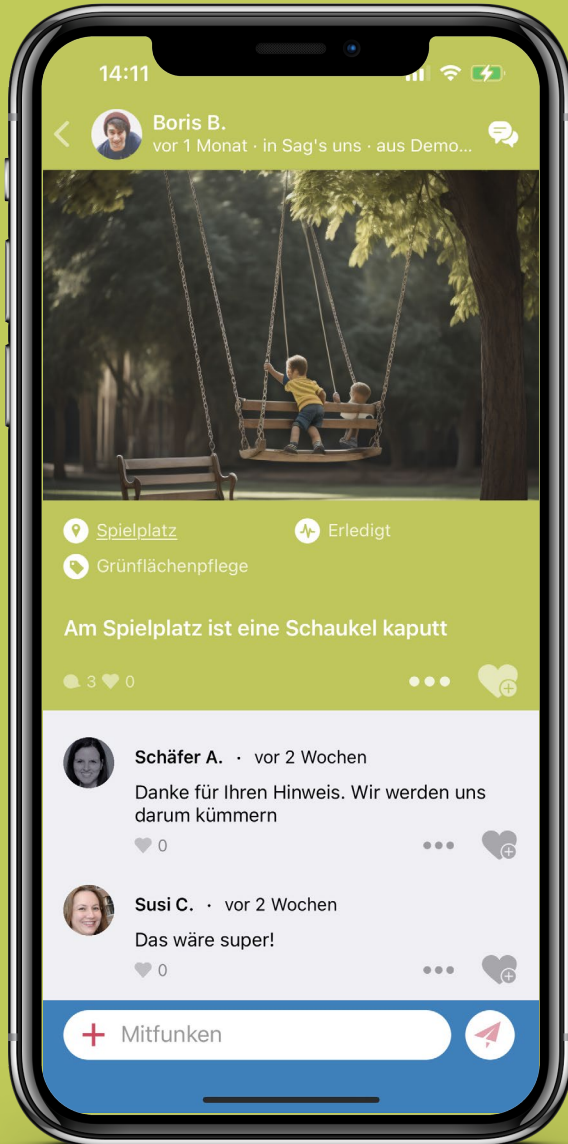 14:11
Boris B.
vor 1 Monat · in Sag's uns · aus Demo...
Spielplatz
Erledigt
Grünflächenpflege
Am Spielplatz ist eine Schaukel kaputt
3 0
Schäfer A. · vor 2 Wochen
Danke für Ihren Hinweis. Wir werden uns
darum kümmern
0
Susi C. · vor 2 Wochen
Das wäre super!
0
Mitfunken